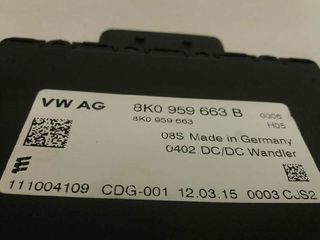 VW AG 8K0 959 663 B 0006
8K0 959 663 H05
08S Made in Germany
0402 DC/DC Wandler
111004109 CDG-001 12.03.15 0003 CJS2